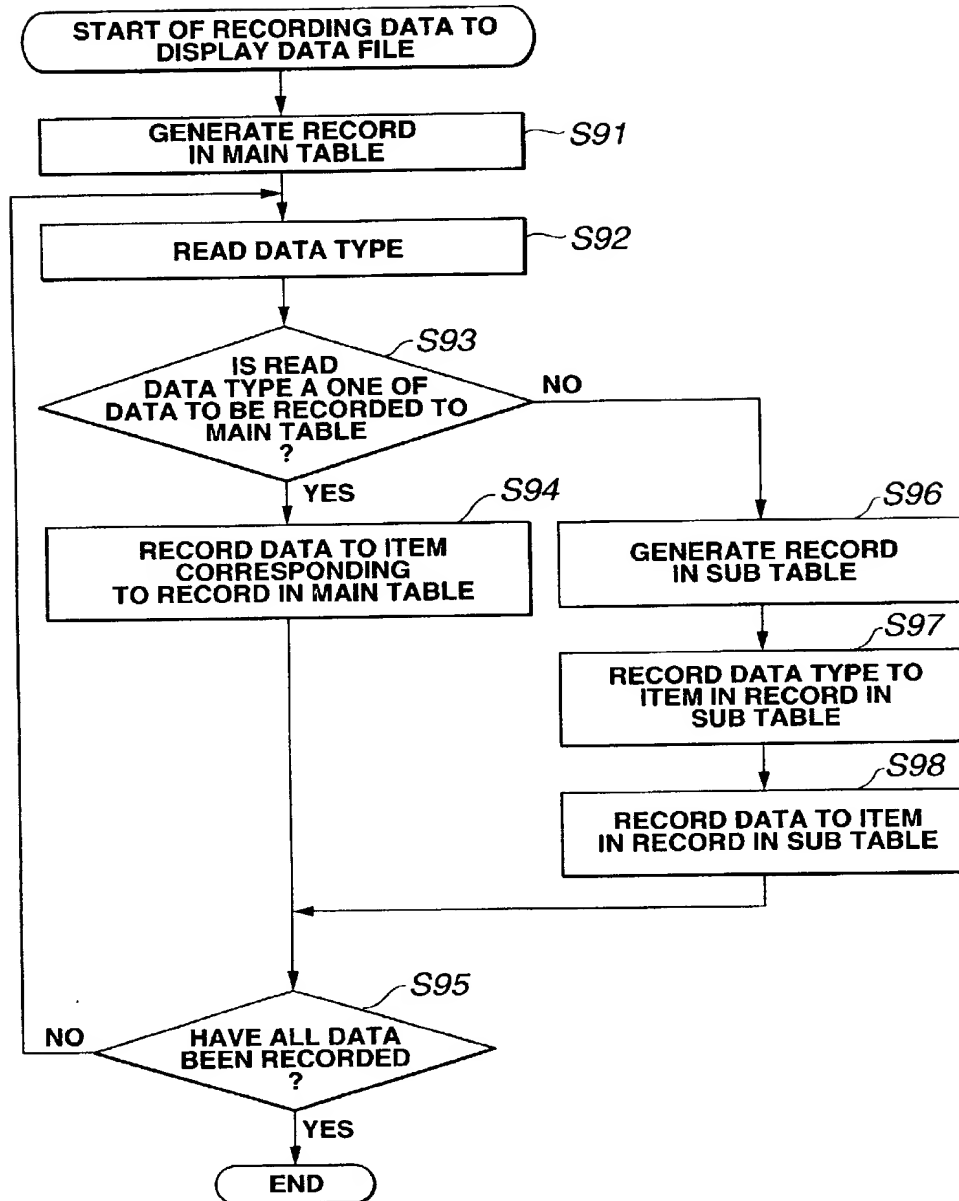 START OF RECORDING DATA TO
DISPLAY DATA FILE
GENERATE RECORD
IN MAIN TABLE
S91
READ DATA TYPE
S92
S93
IS READ
DATA TYPE A ONE OF
DATA TO BE RECORDED TO
MAIN TABLE
?
NO
YES
S94
RECORD DATA TO ITEM
CORRESPONDING
TO RECORD IN MAIN TABLE
S96
GENERATE RECORD
IN SUB TABLE
S97
RECORD DATA TYPE TO
ITEM IN RECORD IN
SUB TABLE
S98
RECORD DATA TO ITEM
IN RECORD IN SUB TABLE
S95
HAVE ALL DATA
BEEN RECORDED
?
NO
YES
END